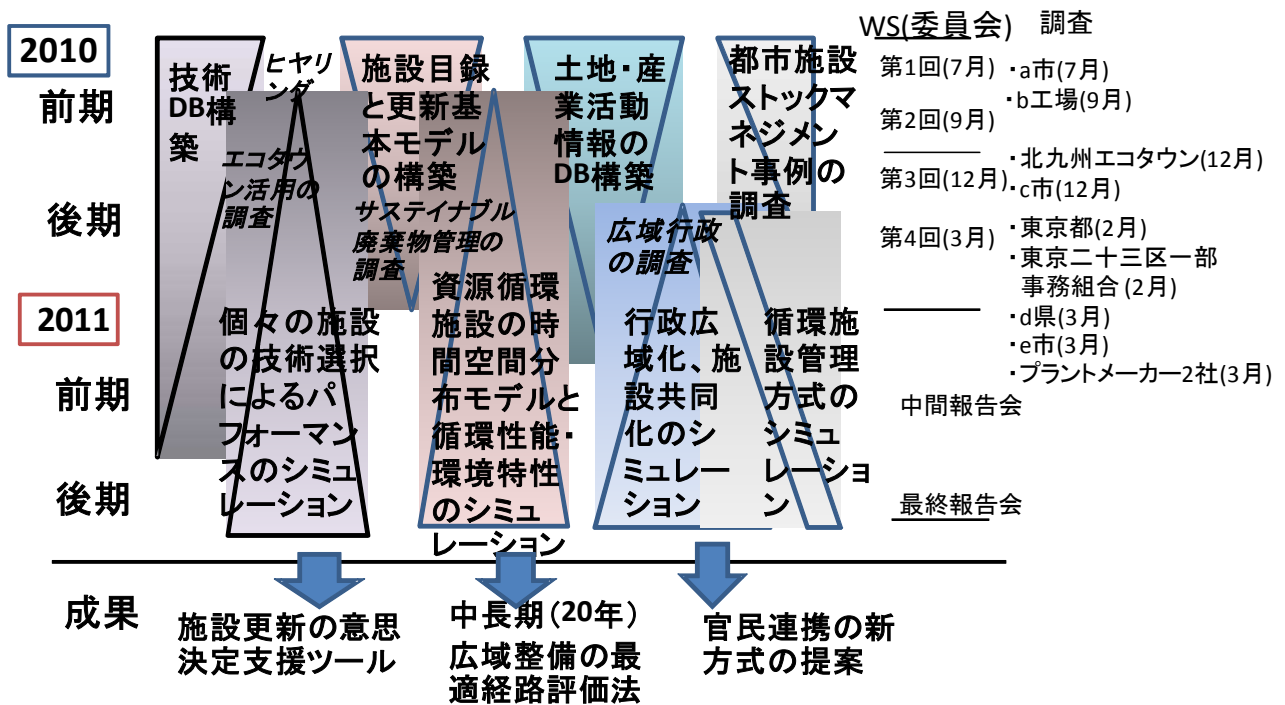 2010
前期
後期
2011
前期
後期
成果
技術
DB構
築
ヒヤリ
ンダ
エコタウ
ン活用の
調査
個々の施設
の技術選択
によるパ
フォーマン
スのシミュ
レーション
施設目録
と更新基
本モデル
の構築
サステイナブル
廃棄物管理の
調査
資源循環
施設の時
間空間分
布モデルと
循環性能・
環境特性
のシミュ
レーション
土地・産
業活動
情報の
DB構築
広域行政
の調査
行政広
域化、施
設共同
化のシ
ミュレー
ション
都市施設
ストックマ
ネジメン
ト事例の
調査
循環施
設管理
方式の
シミュ
レーショ
ン
WS(委員会)
第1回(7月)
第2回(9月)
第3回(12月)
第4回(3月)
中間報告会
最終報告会
調査
・a市(7月)
・b工場(9月)
・北九州エコタウン(12月)
・c市(12月)
・東京都(2月)
・東京二十三区一部
事務組合(2月)
・d県(3月)
・e市(3月)
・プラントメーカー2社(3月)
施設更新の意思
決定支援ツール
中長期(20年)
広域整備の最
適経路評価法
官民連携の新
方式の提案